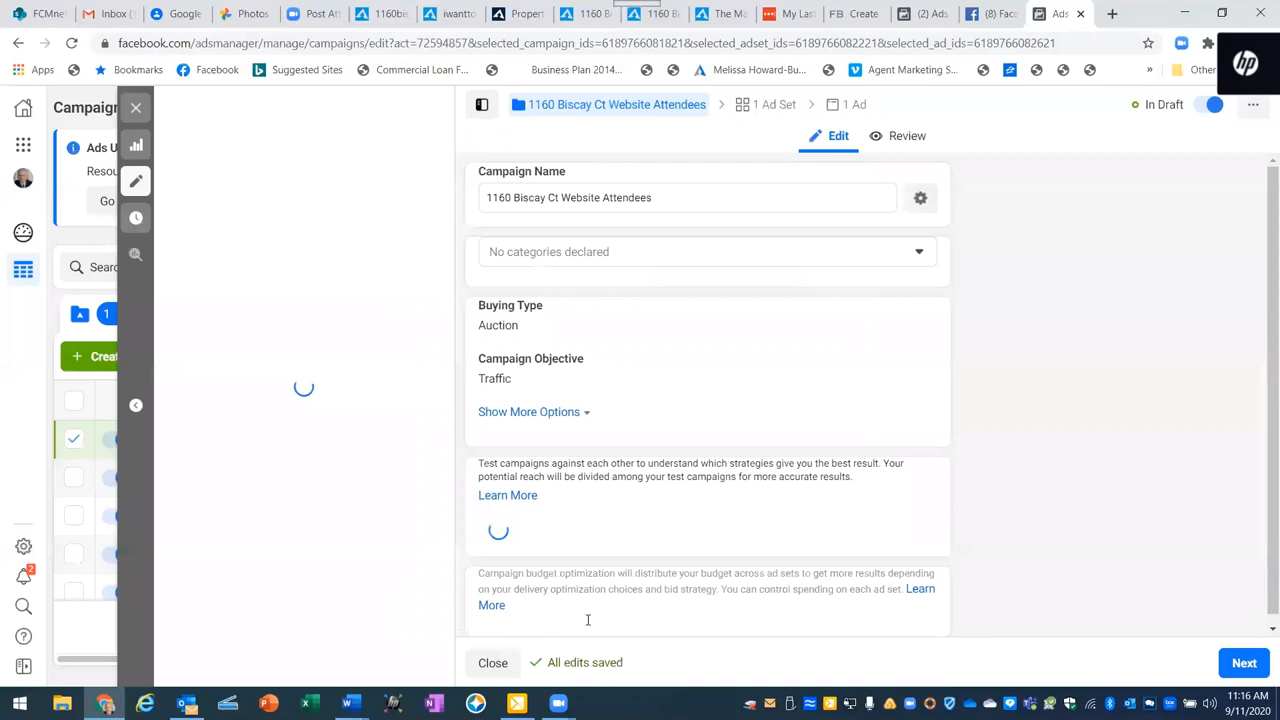 FCMnet
Inbox (1
Google
Photos
Post Att
1160bis
iwantto
Propert
1160 B
1160 B
The Ma
My Last
FB Create
(2) Ads
(8) Face
Ads
facebook.com/adsmanager/manage/campaigns/edit?act=72594857&selected_campaign_ids=6189766081821&selected_adset_ids=6189766082221&selected_ad_ids=6189766082621
Apps
Bookmarks
Facebook
Suggested Sites
Commercial Loan F...
Business Plan 2014...
Melissa Howard-Bu...
Agent Marketing S...
»
Other
hp
Campaign
1160 Biscay Ct Website Attendees
1 Ad Set
1 Ad
In Draft
Edit
Review
Ads U
Resou
Go
Campaign Name
1160 Biscay Ct Website Attendees
No categories declared
Searc
1
Creat
Buying Type
Auction
Campaign Objective
Traffic
Show More Options
Test campaigns against each other to understand which strategies give you the best result. Your
potential reach will be divided among your test campaigns for more accurate results.
Learn More
Campaign budget optimization will distribute your budget across ad sets to get more results depending
on your delivery optimization choices and bid strategy. You can control spending on each ad set. Learn
More
2
Close
All edits saved
Next
11:16 AM
9/11/2020